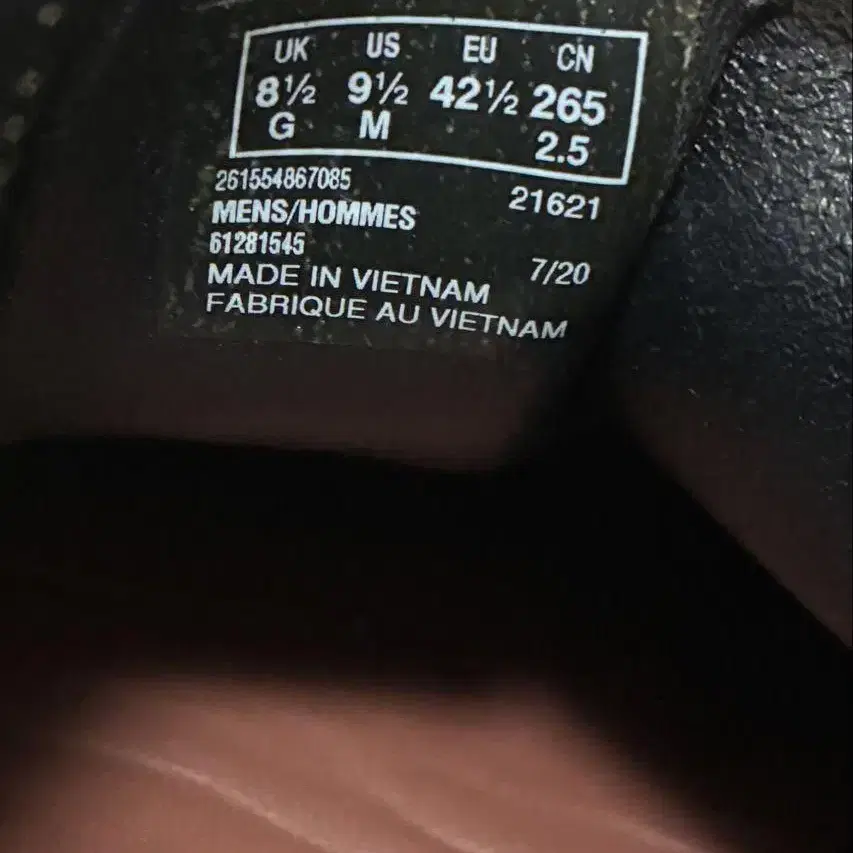 UK US EU CN
8½ 9½ 42½ 265
G M 2.5
261554867085 21621
MENS/HOMMES
61281545 7/20
MADE IN VIETNAM
FABRIQUE AU VIETNAM